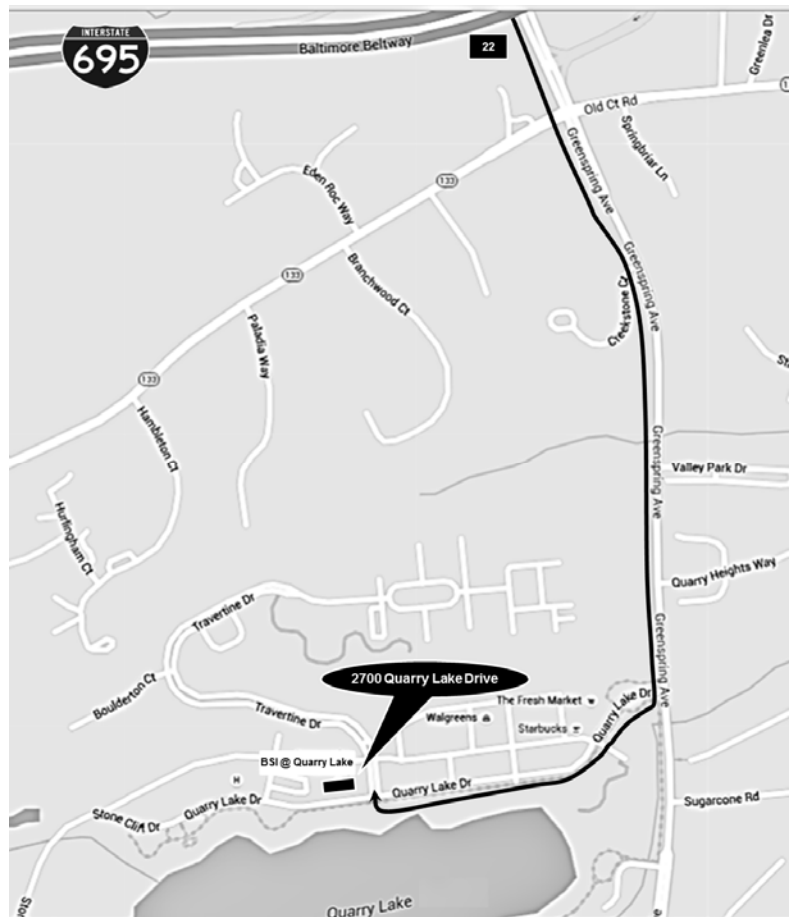 INTERSTATE
695
Baltimore Beltway
22
Greenlea Dr
Old Ct Rd
Springbriar Ln
Greenspring Ave
133
Eden Roc Way
133
Branchwood Ct
Greenspring Ave
Creekstone Ct
Paladia Way
133
Hambleton Ct
Greenspring Ave
Valley Park Dr
Hurlingham Ct
Quarry Heights Way
Travertine Dr
Greenspring Ave
2700 Quarry Lake Drive
Boulderton Ct
The Fresh Market
Quarry Lake Dr
Travertine Dr
Walgreens
Starbucks
BSI @ Quarry Lake
H
Quarry Lake Dr
Quarry Lake Dr
Stone Cliff Dr
Sugarcone Rd
Quarry Lake